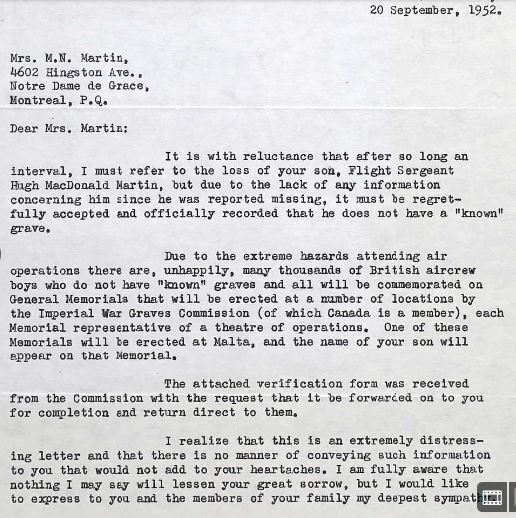 20 September, 1952.
Mrs. M.N. Martin,
4602 Hingston Ave.,
Notre Dame de Grace,
Montreal, P.Q.
Dear Mrs. Martin:
It is with reluctance that after so long an
interval, I must refer to the loss of your son, Flight Sergeant
Hugh MacDonald Martin, but due to the lack of any information
concerning him since he was reported missing, it must be regret-
fully accepted and officially recorded that he does not have a "known"
grave.
Due to the extreme hazards attending air
operations there are, unhappily, many thousands of British aircrew
boys who do not have "known" graves and all will be commemorated on
General Memorials that will be erected at a number of locations by
the Imperial War Graves Commission (of which Canada is a member), each
Memorial representative of a theatre of operations. One of these
Memorials will be erected at Malta, and the name of your son will
appear on that Memorial.
The attached verification form was received
from the Commission with the request that it be forwarded on to you
for completion and return direct to them.
I realize that this is an extremely distress-
ing letter and that there is no manner of conveying such information
to you that would not add to your heartaches. I am fully aware that
nothing I may say will lessen your great sorrow, but I would like
to express to you and the members of your family my deepest